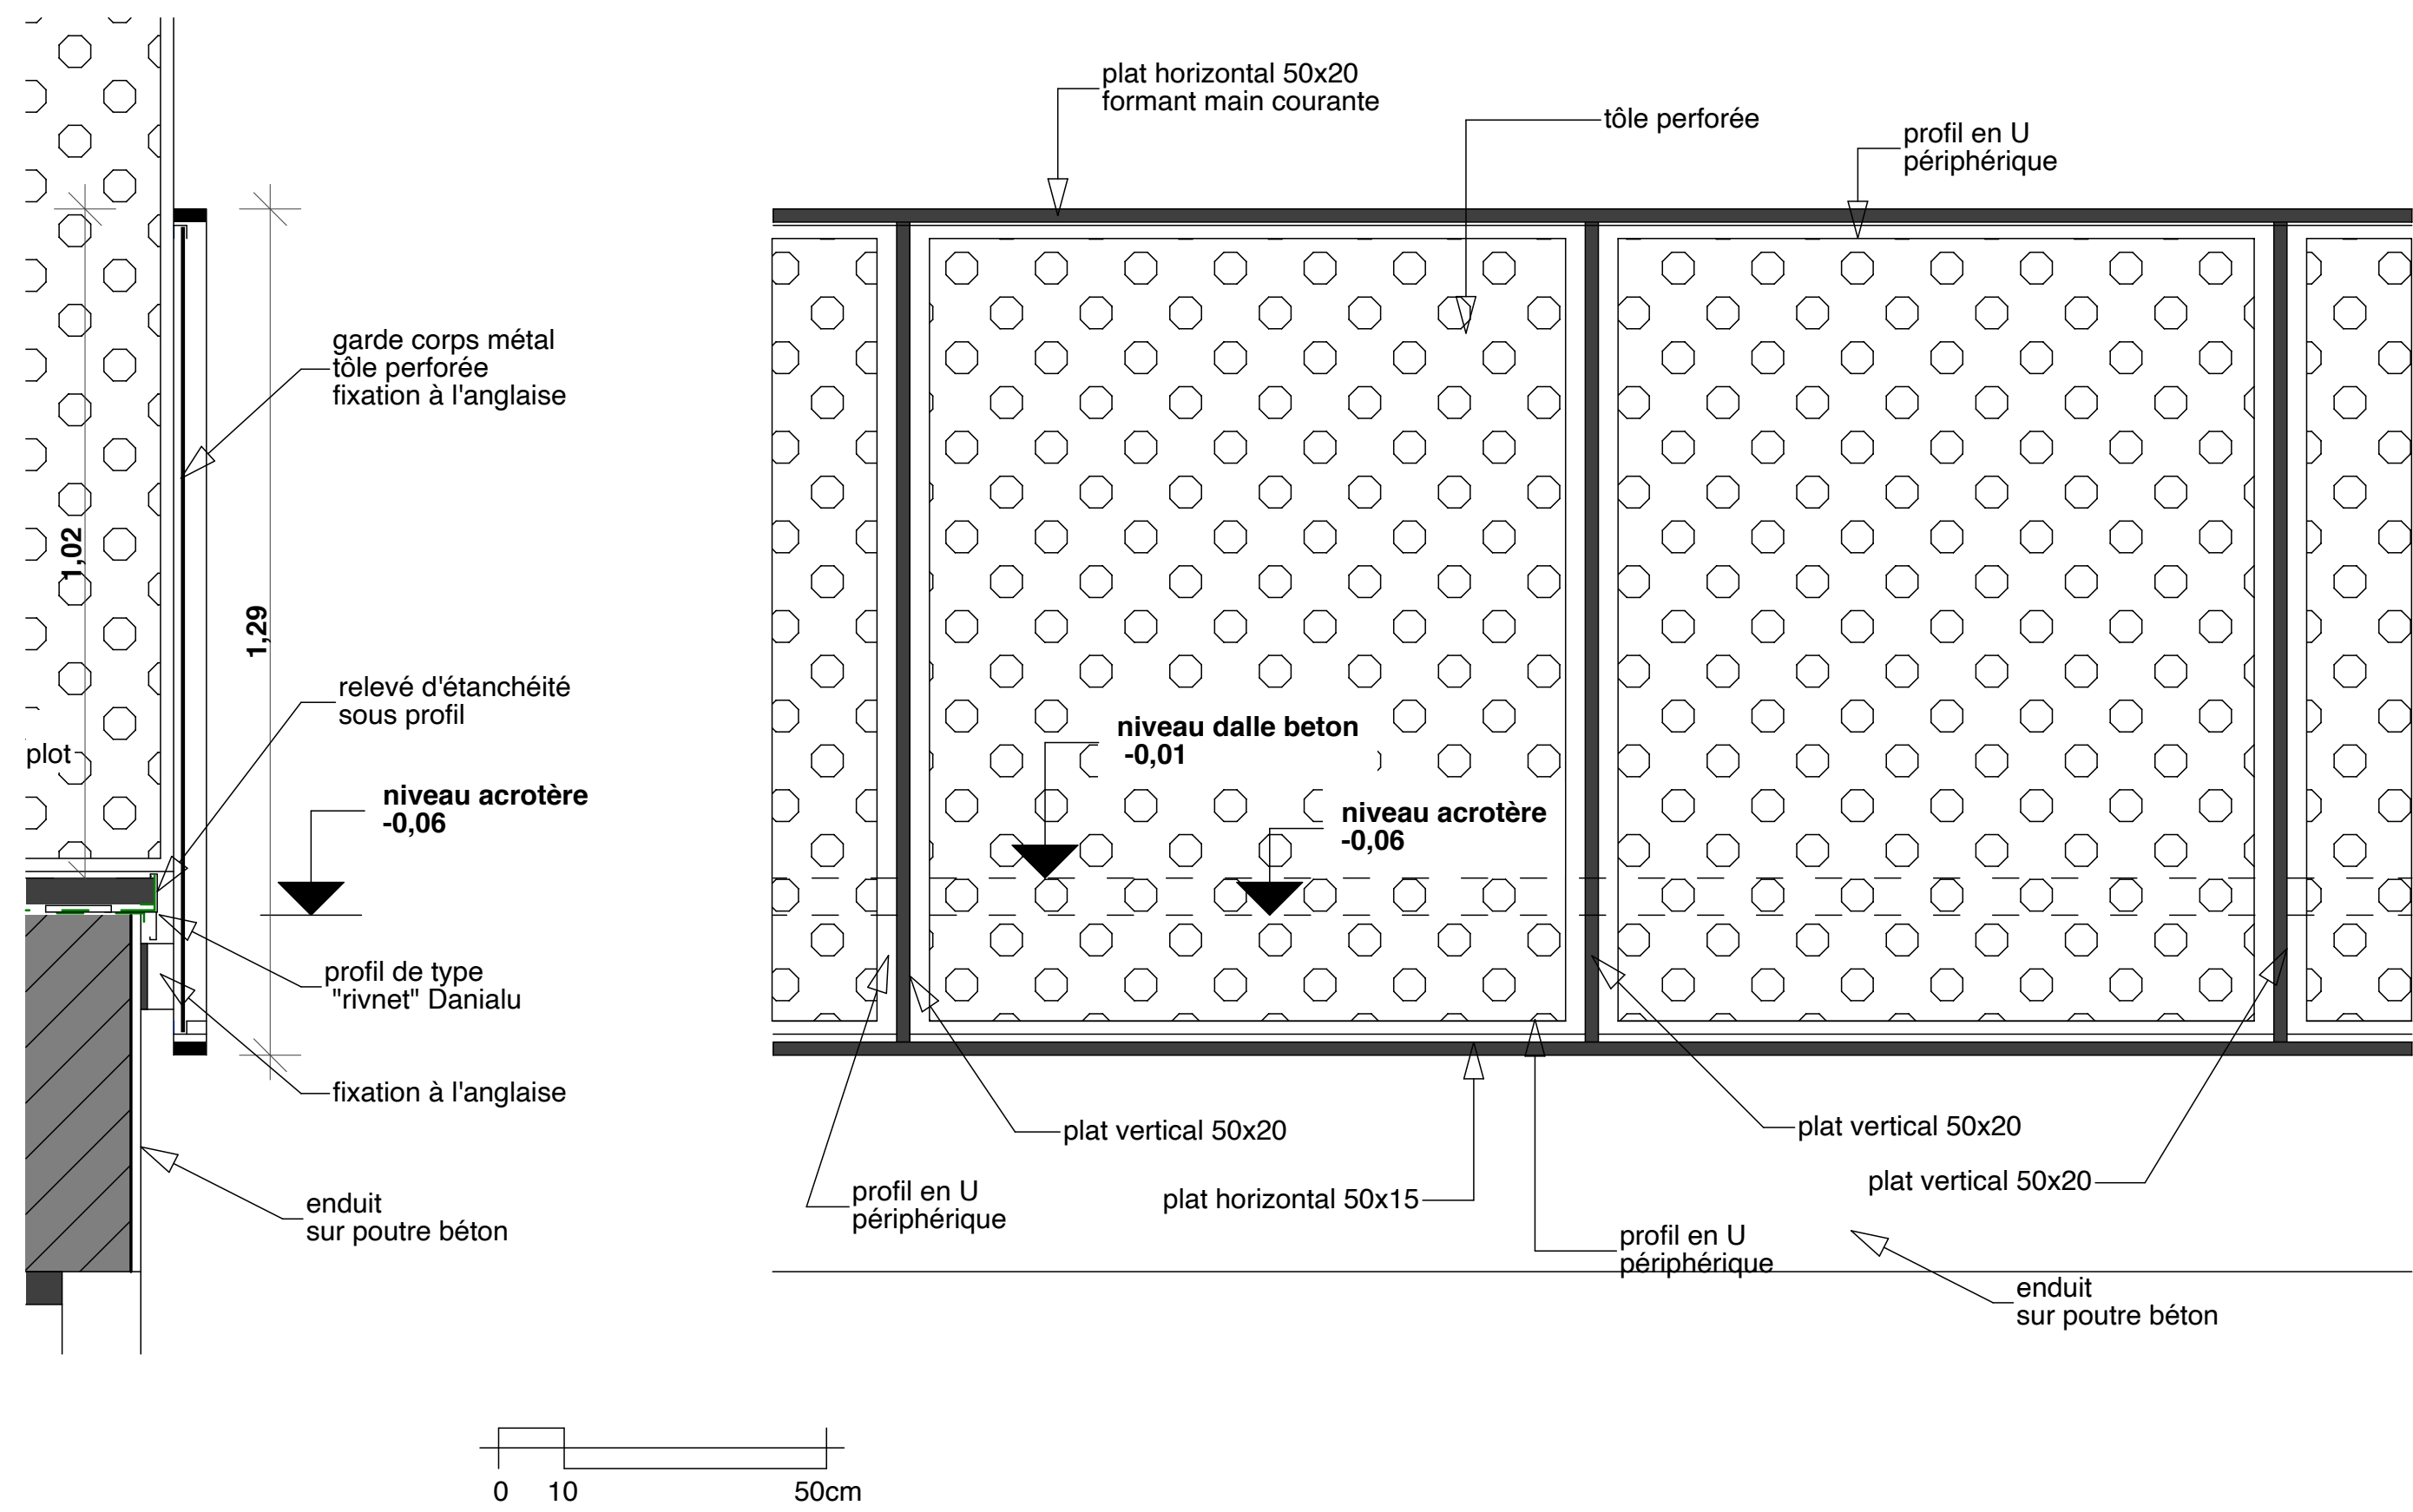 plat horizontal 50x20
formant main courante
tôle perforée
profil en U
périphérique
garde corps métal
tôle perforée
fixation à l'anglaise
1,02
1,29
relevé d'étanchéité
sous profil
plot
niveau acrotère
-0,06
niveau dalle beton
-0,01
niveau acrotère
-0,06
profil de type
"rivnet" Danialu
fixation à l'anglaise
enduit
sur poutre béton
plat vertical 50x20
profil en U
périphérique
plat horizontal 50x15
plat vertical 50x20
plat vertical 50x20
profil en U
périphérique
enduit
sur poutre béton
0 10 50cm